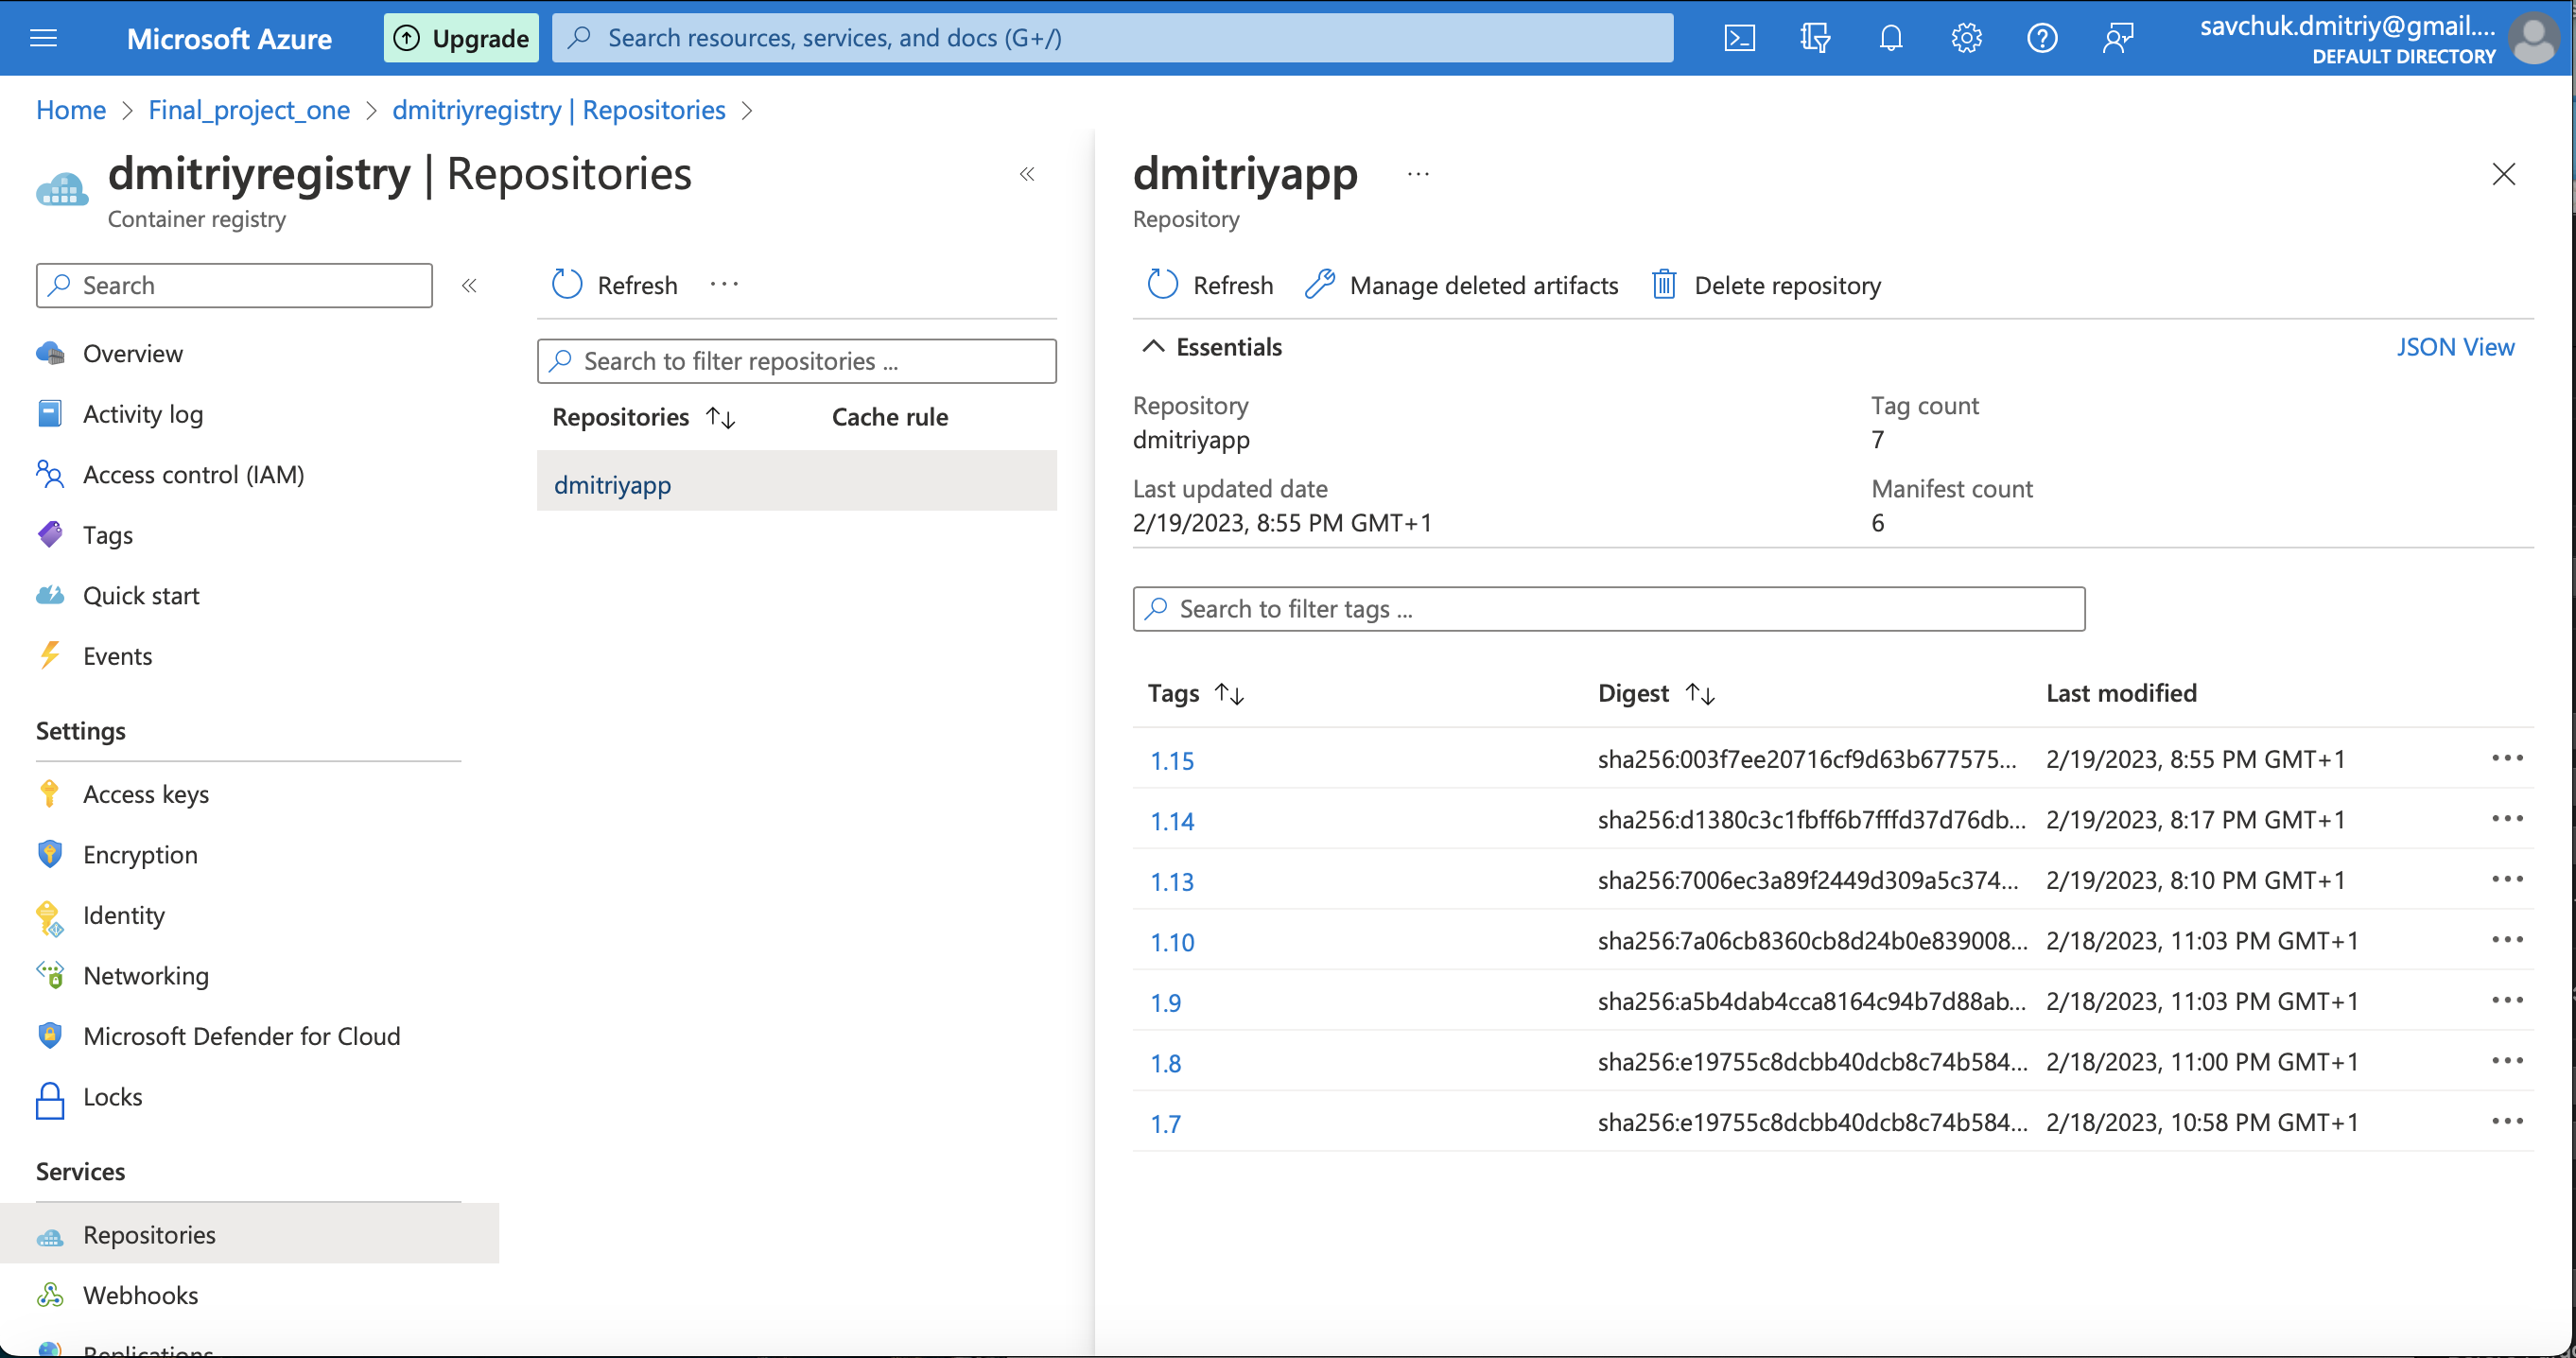 Microsoft Azure
Upgrade
Search resources, services, and docs (G+/)
savchuk.dmitriy@gmail....
DEFAULT DIRECTORY
Home > Final_project_one > dmitriyregistry | Repositories >
dmitriyregistry | Repositories
Container registry
Search
Overview
Activity log
Access control (IAM)
Tags
Quick start
Events
Settings
Access keys
Encryption
Identity
Networking
Microsoft Defender for Cloud
Locks
Services
Repositories
Webhooks
Replications
Refresh
Search to filter repositories ...
Repositories Cache rule
dmitriyapp
dmitriyapp ...
Repository
Refresh Manage deleted artifacts Delete repository
Essentials JSON View
Repository
dmitriyapp
Tag count
7
Last updated date
2/19/2023, 8:55 PM GMT+1
Manifest count
6
Search to filter tags ...
Tags Digest Last modified
1.15 sha256:003f7ee20716cf9d63b677575... 2/19/2023, 8:55 PM GMT+1
1.14 sha256:d1380c3c1fbff6b7fffd37d76db... 2/19/2023, 8:17 PM GMT+1
1.13 sha256:7006ec3a89f2449d309a5c374... 2/19/2023, 8:10 PM GMT+1
1.10 sha256:7a06cb8360cb8d24b0e839008... 2/18/2023, 11:03 PM GMT+1
1.9 sha256:a5b4dab4cca8164c94b7d88ab... 2/18/2023, 11:03 PM GMT+1
1.8 sha256:e19755c8dcbb40dcb8c74b584... 2/18/2023, 11:00 PM GMT+1
1.7 sha256:e19755c8dcbb40dcb8c74b584... 2/18/2023, 10:58 PM GMT+1